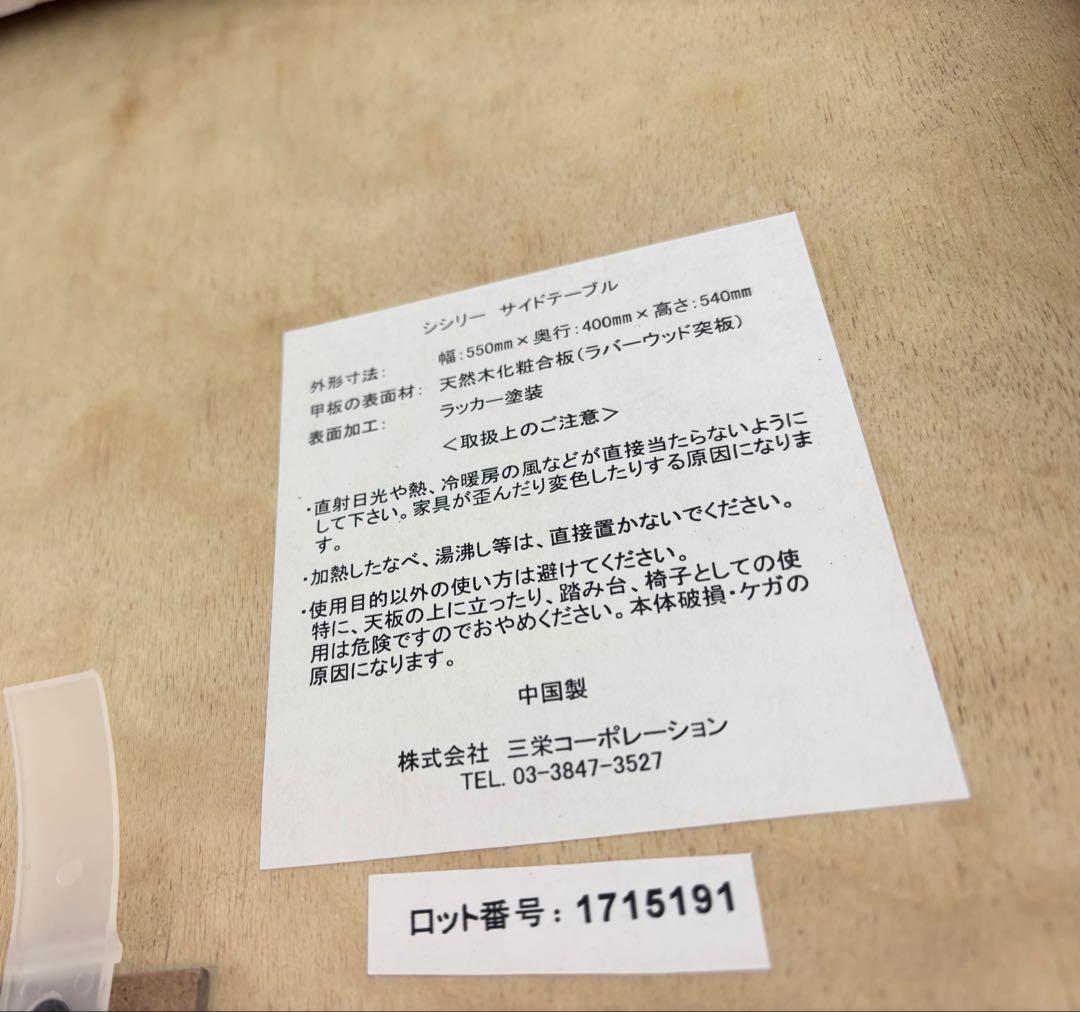 シシリー サイドテーブル
外形寸法: 幅:550mm×奥行:400mm×高さ:540mm
甲板の表面材: 天然木化粧合板(ラバーウッド突板)
表面加工: ラッカー塗装
<取扱上のご注意>
・直射日光や熱、冷暖房の風などが直接当たらないように
して下さい。家具が歪んだり変色したりする原因になりま
す。
・加熱したなべ、湯沸し等は、直接置かないでください。
・使用目的以外の使い方は避けてください。
特に、天板の上に立ったり、踏み台、椅子としての使
用は危険ですのでおやめください。本体破損・ケガの
原因になります。
中国製
株式会社 三栄コーポレーション
TEL. 03-3847-3527
ロット番号: 1715191